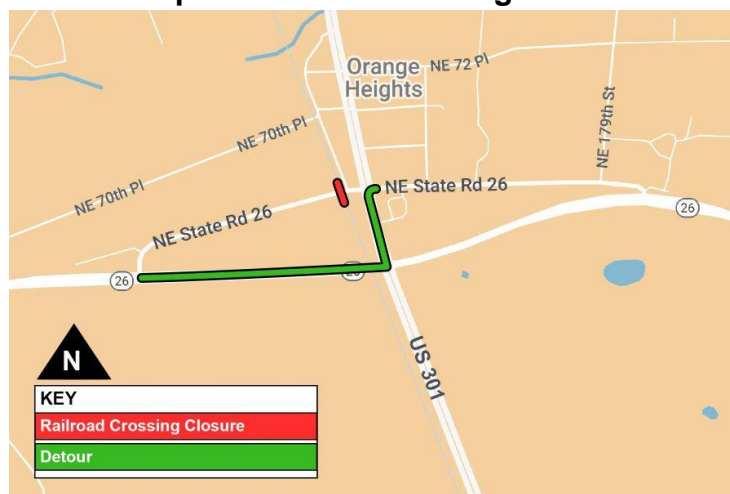 Orange
Heights
NE 72 Pl
NE 179th St
NE 70th Pl
NE 70th Pl
NE State Rd 26
NE State Rd 26
26
26
US 301
N
KEY
Railroad Crossing Closure
Detour